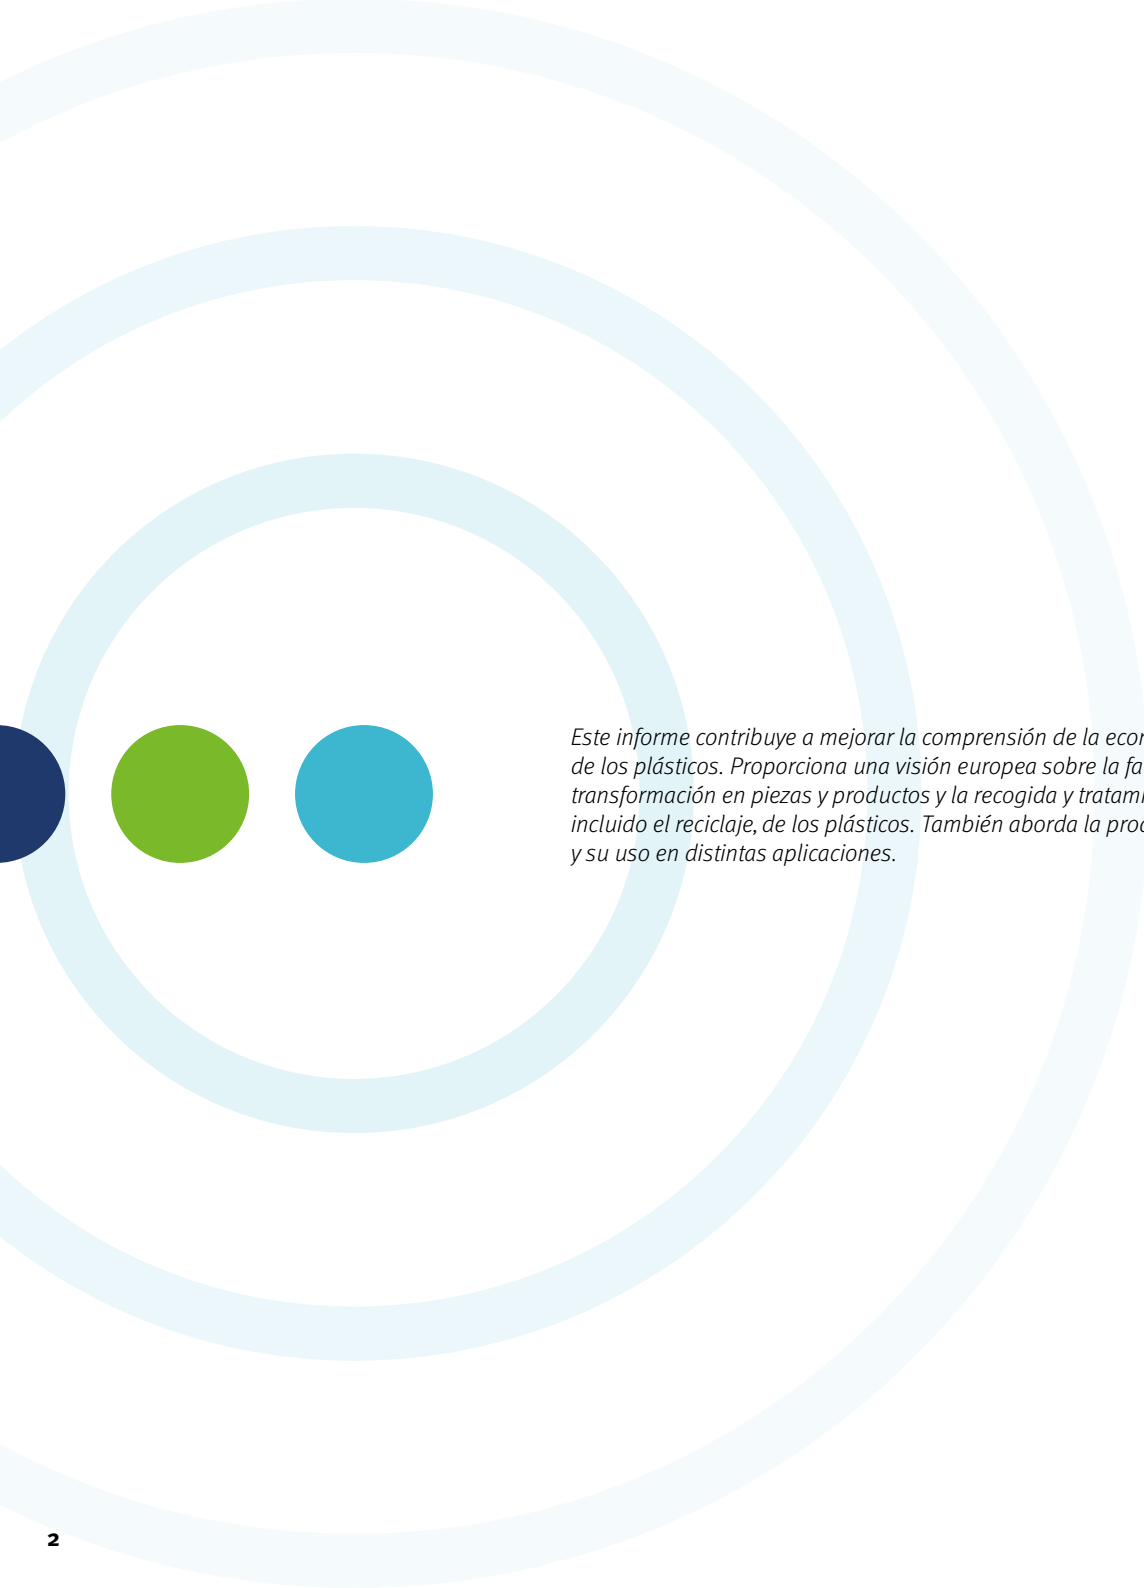 Este informe contribuye a mejorar la comprensión de la
de los plásticos. Proporciona una visión europea sobre la
transformación en piezas y productos y la recogida y
incluido el reciclaje, de los plásticos. También aborda la
y su uso en distintas aplicaciones.
2